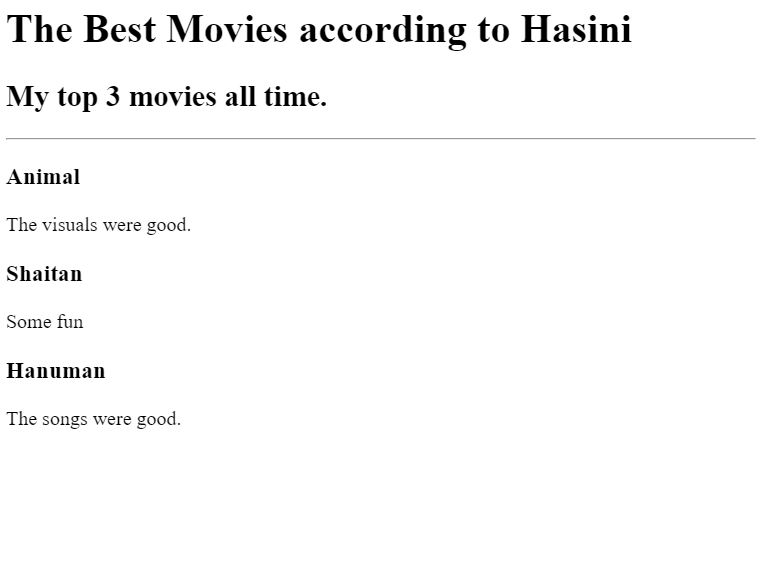 The Best Movies according to Hasini
My top 3 movies all time.
Animal
The visuals were good.
Shaitan
Some fun
Hanuman
The songs were good.